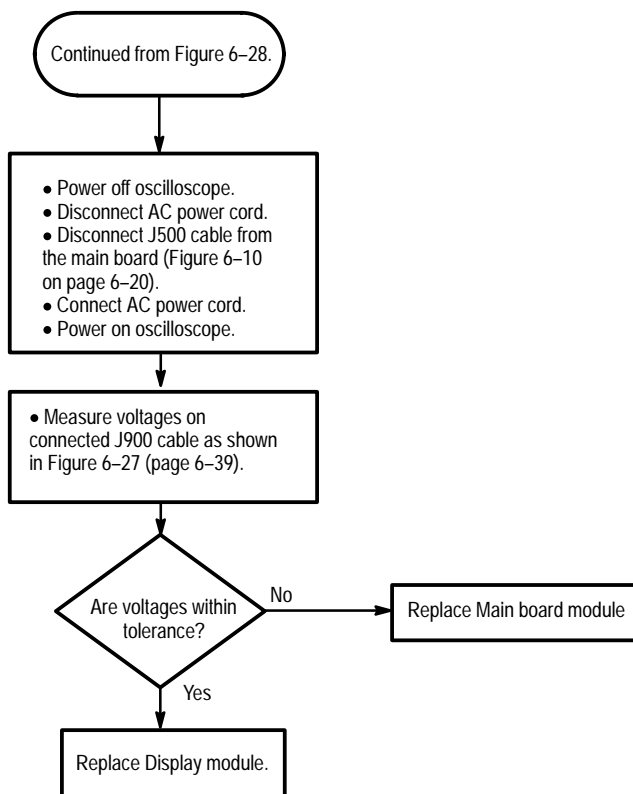 Continued from Figure 6–28.
● Power off oscilloscope.
● Disconnect AC power cord.
● Disconnect J500 cable from
the main board (Figure 6–10
on page 6–20).
● Connect AC power cord.
● Power on oscilloscope.
● Measure voltages on
connected J900 cable as shown
in Figure 6–27 (page 6–39).
Are voltages within
tolerance?
No
Replace Main board module
Yes
Replace Display module.